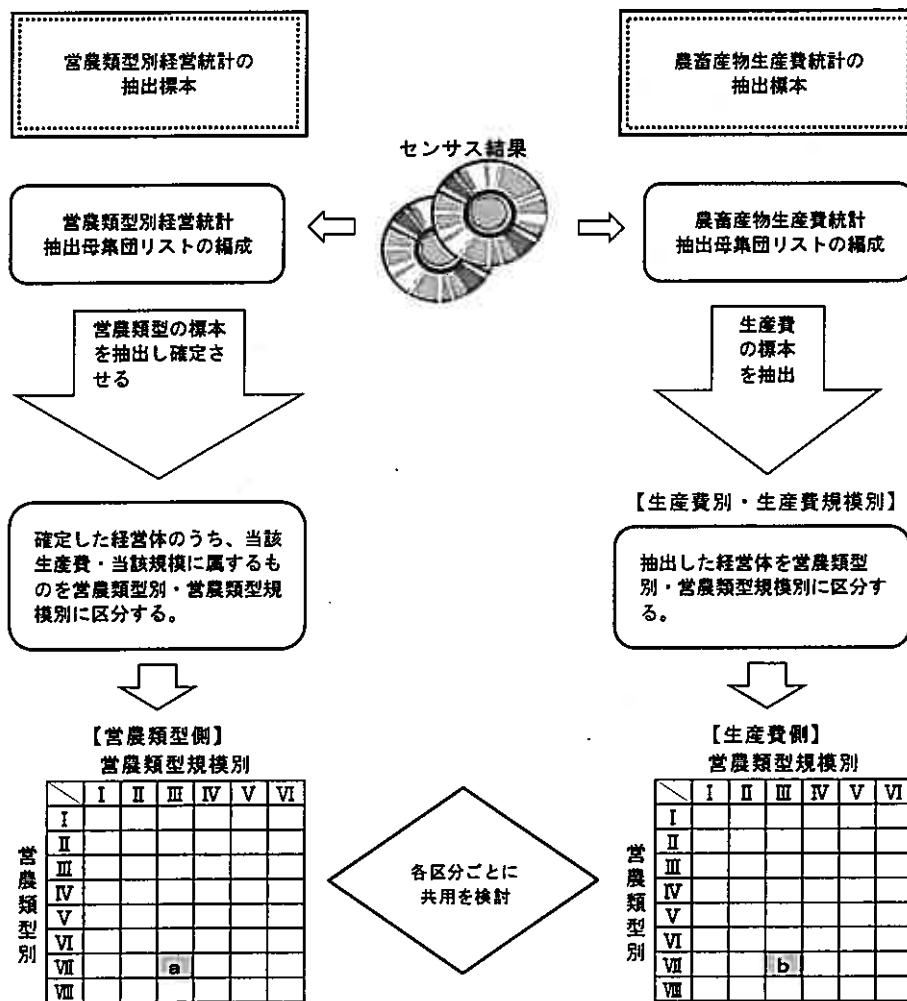 営農類型別経営統計の
抽出標本
農畜産物生産費統計の
抽出標本
センサス結果
営農類型別経営統計
抽出母集団リストの編成
農畜産物生産費統計
抽出母集団リストの編成
営農類型の標本
を抽出し確定さ
せる
生産費
の標本
を抽出
【生産費別・生産費規模別】
確定した経営体のうち、当該
生産費・当該規模に属するも
のを営農類型別・営農類型規
模別に区分する。
抽出した経営体を営農類型
別・営農類型規模別に区分す
る。
【営農類型側】
営農類型規模別
Ⅰ Ⅱ Ⅲ Ⅳ Ⅴ Ⅵ
営農類型別
Ⅰ
Ⅱ
Ⅲ
Ⅳ
Ⅴ
Ⅵ
Ⅶ a
Ⅷ
各区分ごとに
共用を検討
【生産費側】
営農類型規模別
Ⅰ Ⅱ Ⅲ Ⅳ Ⅴ Ⅵ
営農類型別
Ⅰ
Ⅱ
Ⅲ
Ⅳ
Ⅴ
Ⅵ
Ⅶ b
Ⅷ